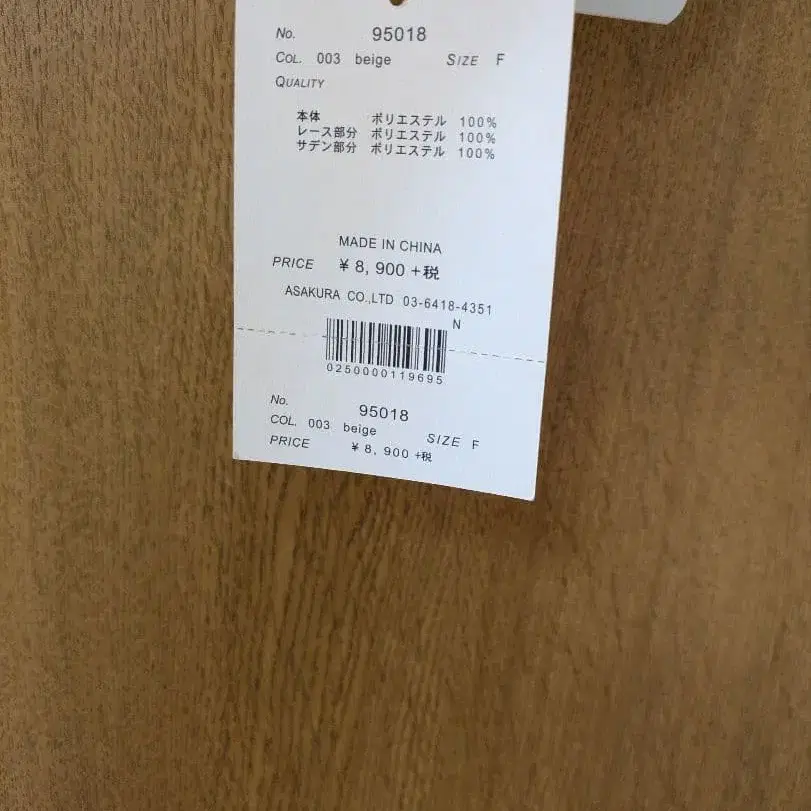 No. 95018
COL. 003 beige SIZE F
QUALITY
本体 ポリエステル 100%
レース部分 ポリエステル 100%
サデン部分 ポリエステル 100%
MADE IN CHINA
PRICE ¥8,900+税
ASAKURA CO.,LTD 03-6418-4351
N
0250000119695
No. 95018
COL. 003 beige SIZE F
PRICE ¥8,900+税